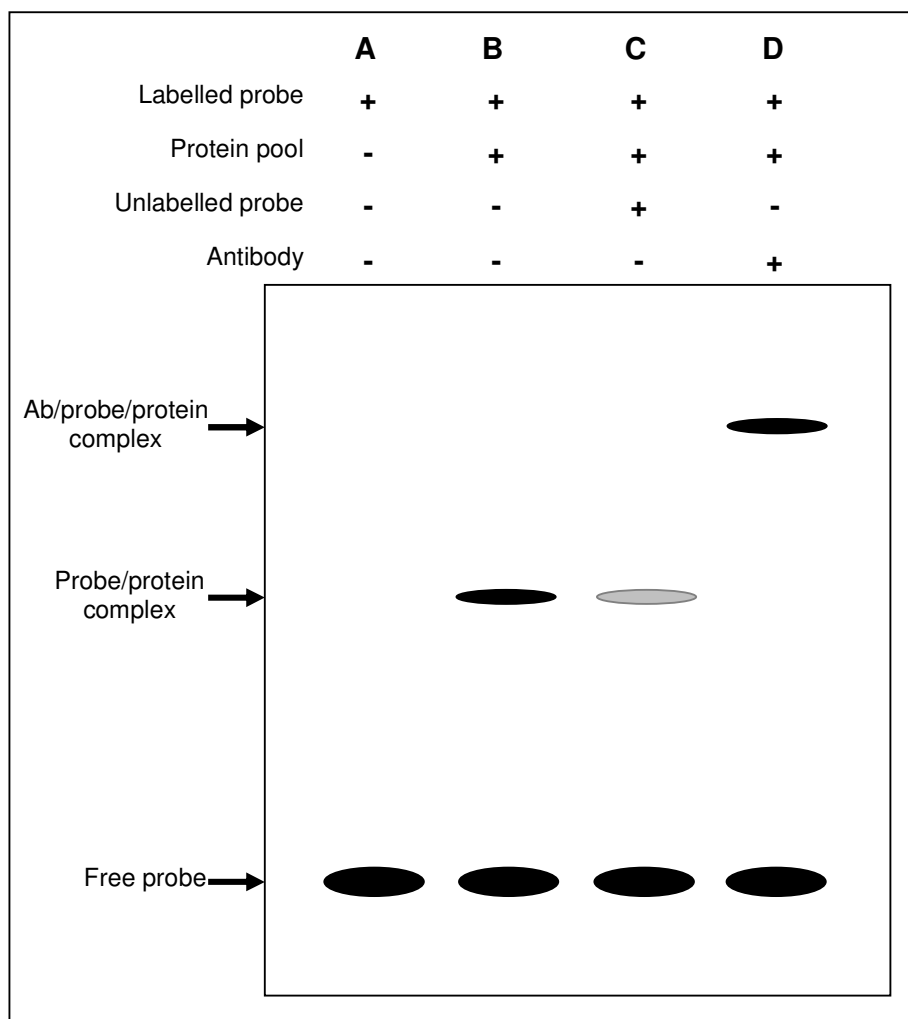 A B C D
Labelled probe + + + +
Protein pool - + + +
Unlabelled probe - - + -
Antibody - - - +
Ab/probe/protein
complex
Probe/protein
complex
Free probe